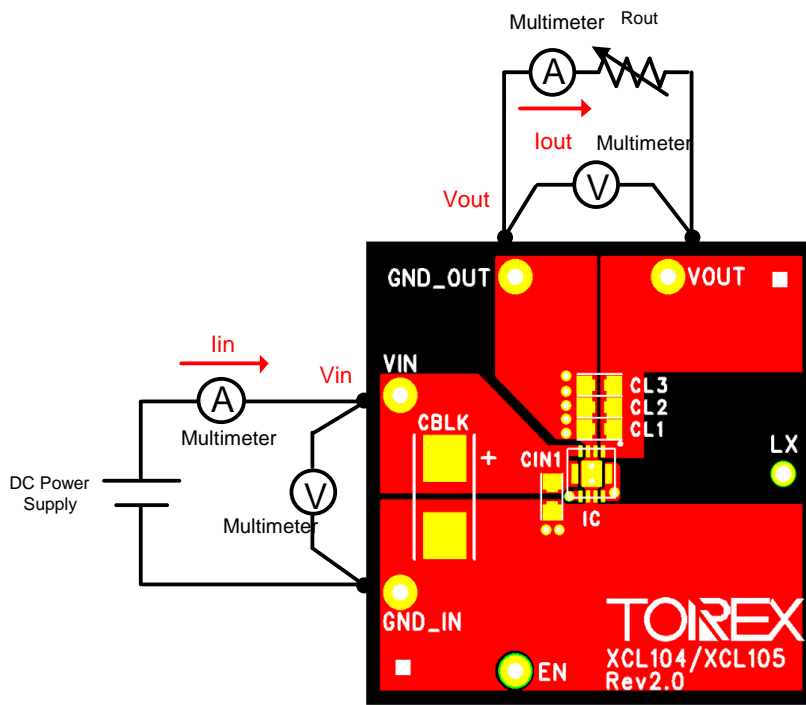 Multimeter
Rout
A
Iout
Multimeter
V
Vout
GND_OUT
VOUT
Iin
Vin
VIN
A
Multimeter
CL3
CL2
CL1
CBLK
+
CIN1
LX
DC Power
Supply
V
Multimeter
IC
GND_IN
TOREX
XCL104/XCL105
Rev2.0
EN